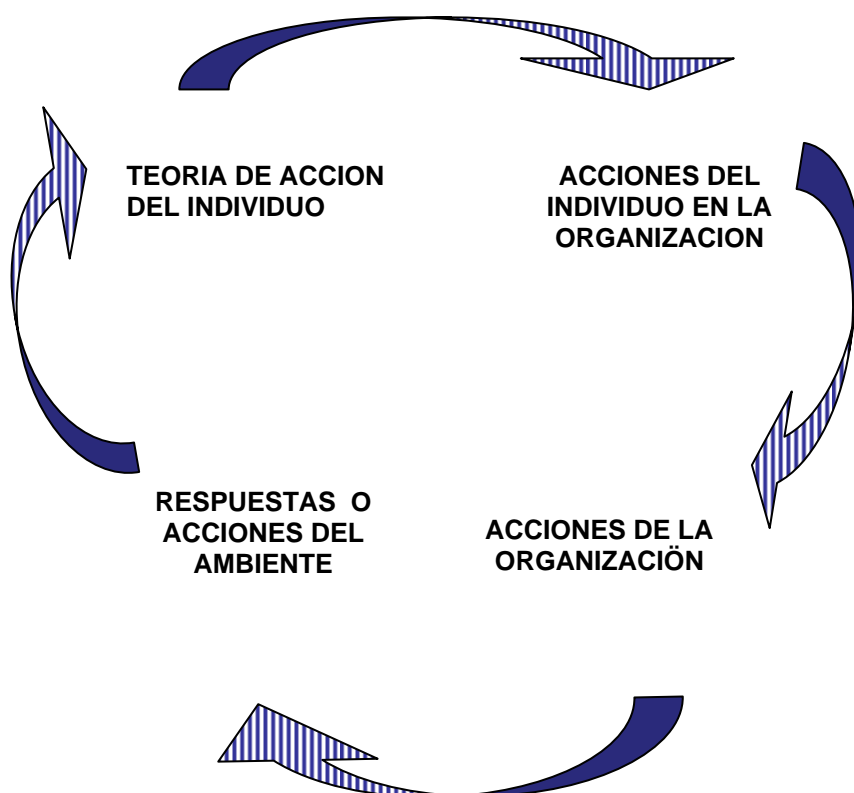 TEORIA DE ACCION
DEL INDIVIDUO
ACCIONES DEL
INDIVIDUO EN LA
ORGANIZACION
RESPUESTAS O
ACCIONES DEL
AMBIENTE
ACCIONES DE LA
ORGANIZACIÖN